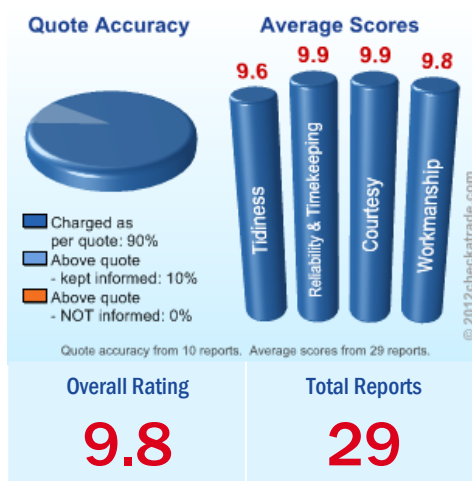 Quote Accuracy
Average Scores
9.6
9.9
9.9
9.8
Tidiness
Reliability & Timekeeping
Courtesy
Workmanship
Charged as
per quote: 90%
Above quote
- kept informed: 10%
Above quote
- NOT informed: 0%
© 2012checkatrade.com
Quote accuracy from 10 reports. Average scores from 29 reports.
Overall Rating
9.8
Total Reports
29